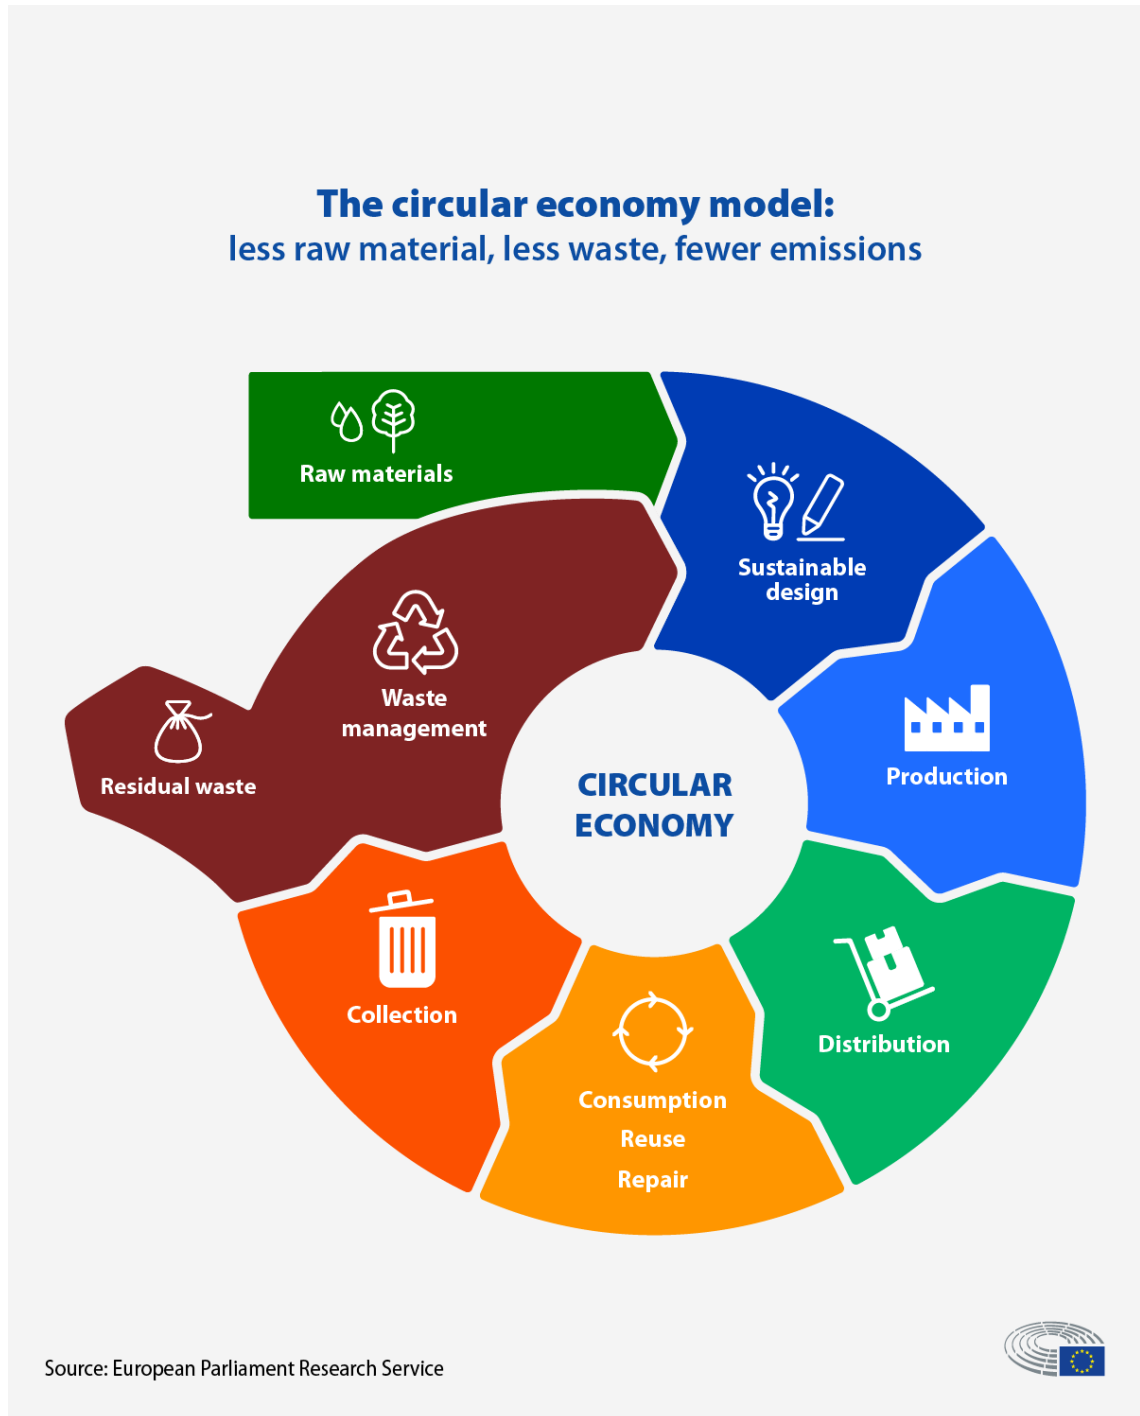 The circular economy model:
less raw material, less waste, fewer emissions
Raw materials
Sustainable
design
Production
Distribution
Consumption
Reuse
Repair
Collection
Waste
management
Residual waste
CIRCULAR
ECONOMY
Source: European Parliament Research Service